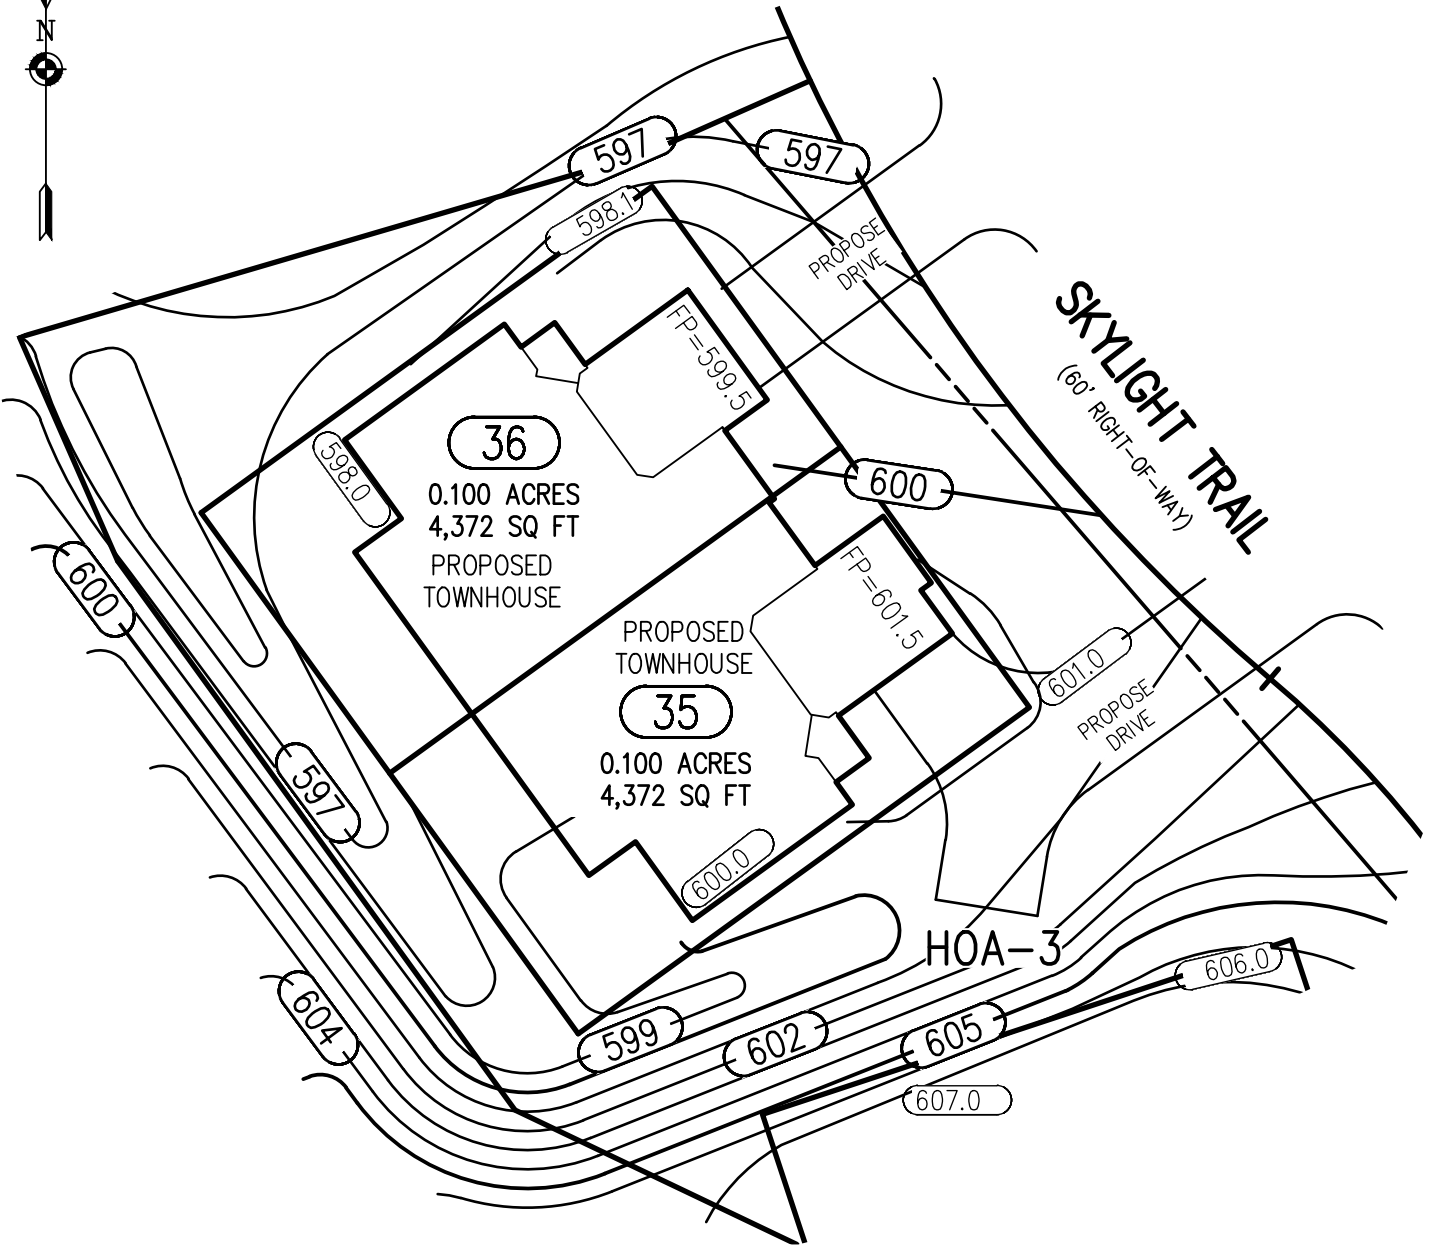 N
597
597
598.1
PROPOSE
DRIVE
SKYLIGHT TRAIL
(60' RIGHT-OF-WAY)
FP=599.5
36
0.100 ACRES
4,372 SQ FT
PROPOSED
TOWNHOUSE
598.0
600
600
FP=601.5
PROPOSED
TOWNHOUSE
35
0.100 ACRES
4,372 SQ FT
601.0
PROPOSE
DRIVE
597
600.0
HOA-3
606.0
604
599
602
605
607.0